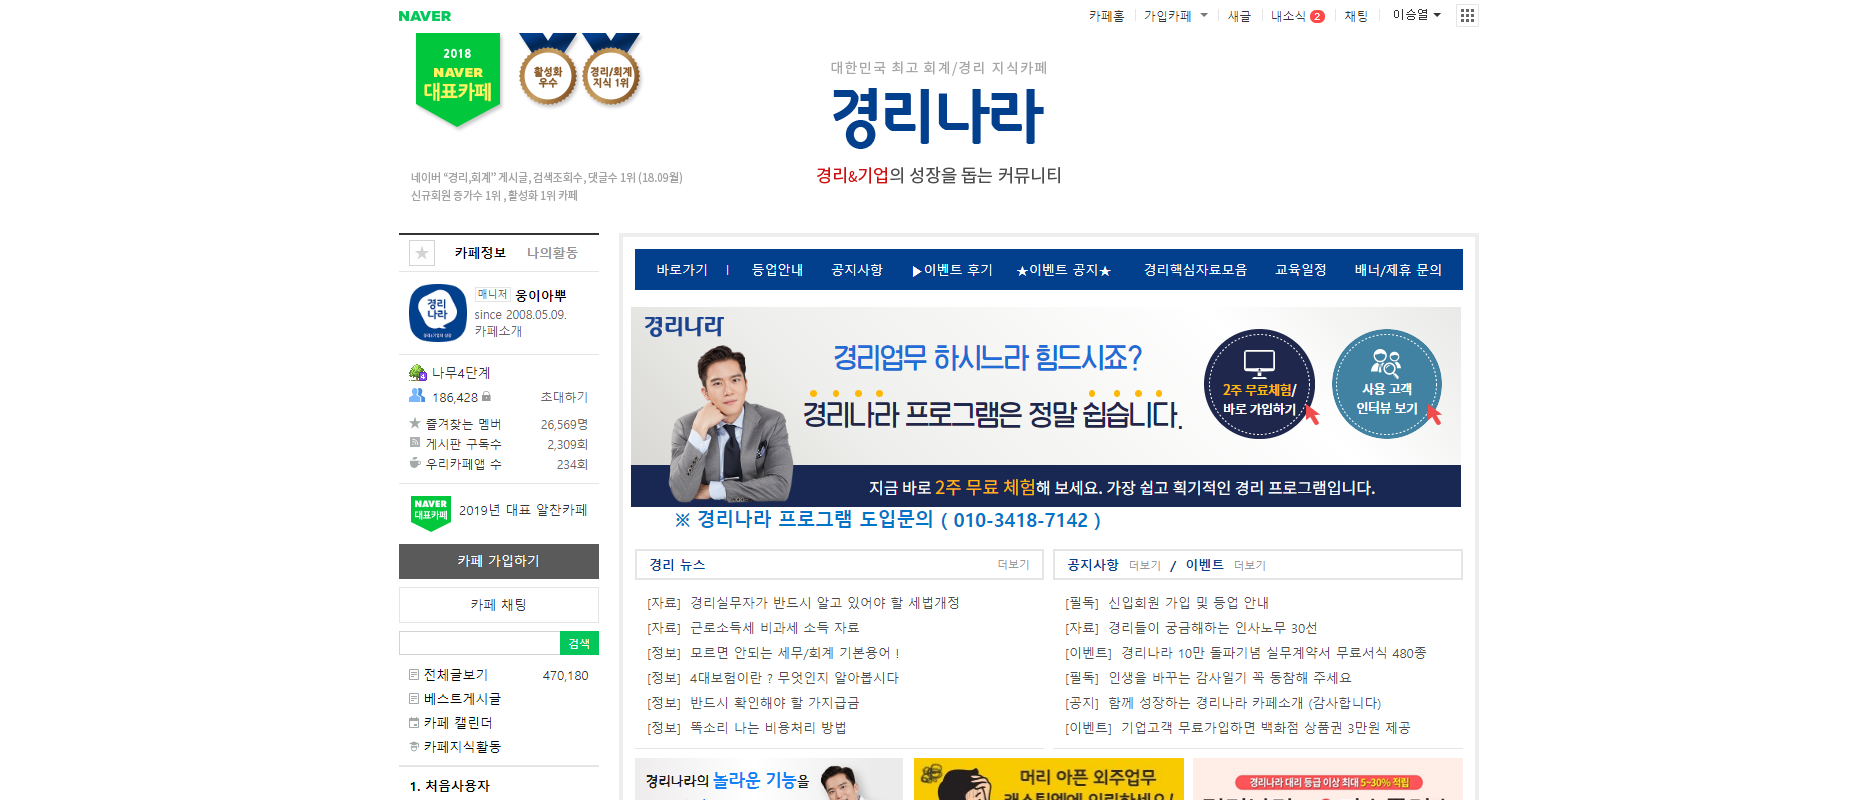 NAVER
카페홈 가입카페 새글 내소식 2 채팅 이승열
2018
NAVER
대표카페
활성화
우수
경리/회계
지식 1위
대한민국 최고 회계/경리 지식카페
경리나라
경리&기업의 성장을 돕는 커뮤니티
네이버 “경리,회계” 게시글, 검색조회수, 댓글수 1위 (18.09월)
신규회원 증가수 1위 , 활성화 1위 카페
카페정보 나의활동
경리
나라
매니저 웅이아뿌
since 2008.05.09.
카페소개
나무4단계
186,428 초대하기
즐겨찾는 멤버 26,569명
게시판 구독수 2,309회
우리카페앱 수 234회
NAVER
대표카페
2019년 대표 알찬카페
카페 가입하기
카페 채팅
검색
전체글보기 470,180
베스트게시글
카페 캘린더
카페지식활동
1. 처음사용자
바로가기 | 등업안내 공지사항 ▶이벤트 후기 ★이벤트 공지★ 경리핵심자료모음 교육일정 배너/제휴 문의
경리나라
경리업무 하시느라 힘드시죠?
경리나라 프로그램은 정말 쉽습니다.
2주 무료체험/
바로 가입하기
사용 고객
인터뷰 보기
지금 바로 2주 무료 체험해 보세요. 가장 쉽고 획기적인 경리 프로그램입니다.
※ 경리나라 프로그램 도입문의 ( 010-3418-7142 )
경리 뉴스 더보기
[자료] 경리실무자가 반드시 알고 있어야 할 세법개정
[자료] 근로소득세 비과세 소득 자료
[정보] 모르면 안되는 세무/회계 기본용어 !
[정보] 4대보험이란 ? 무엇인지 알아봅시다
[정보] 반드시 확인해야 할 가지급금
[정보] 똑소리 나는 비용처리 방법
공지사항 더보기 / 이벤트 더보기
[필독] 신입회원 가입 및 등업 안내
[자료] 경리들이 궁금해하는 인사노무 30선
[이벤트] 경리나라 10만 돌파기념 실무계약서 무료서식 480종
[필독] 인생을 바꾸는 감사일기 꼭 동참해 주세요
[공지] 함께 성장하는 경리나라 카페소개 (감사합니다)
[이벤트] 기업고객 무료가입하면 백화점 상품권 3만원 제공
경리나라의 놀라운 기능을
머리 아픈 외주업무
경리나라 대리 등급 이상 최대 5~30% 적립